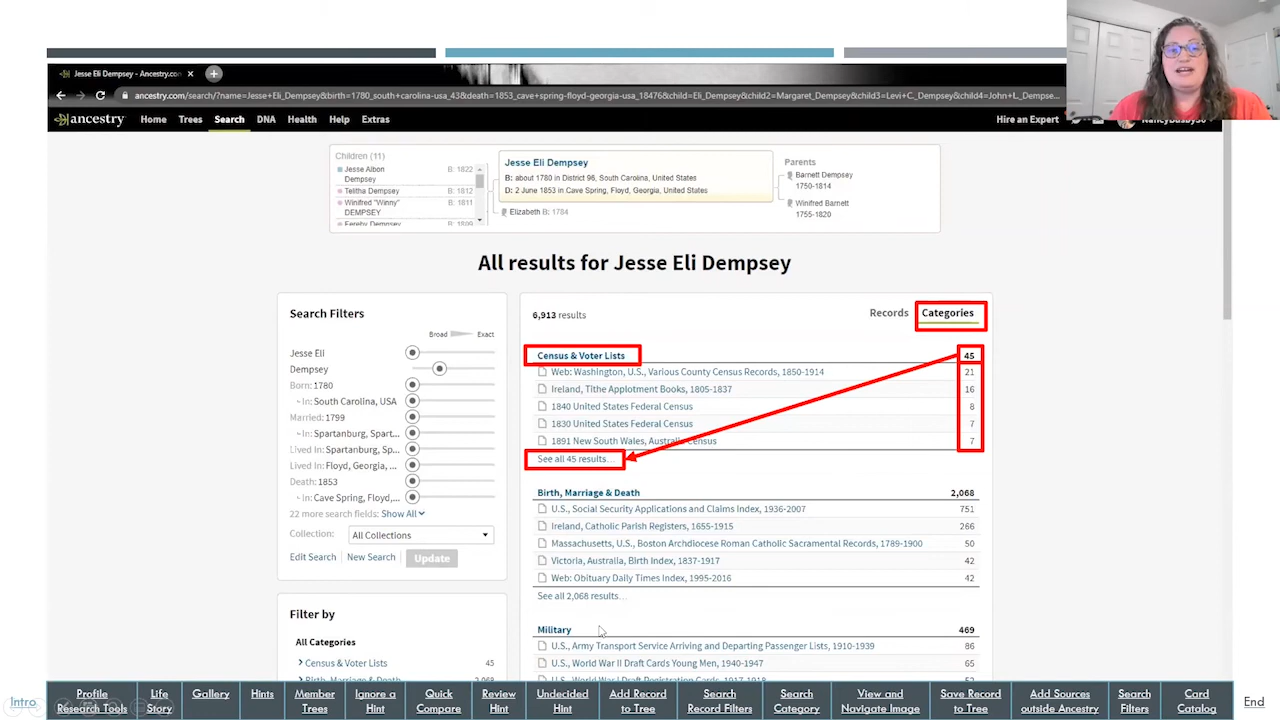 Jesse Eli Dempsey - Ancestry.con
ancestry.com/search/?name=Jesse+Eli_Dempsey&birth=1780_south+carolina-usa_43&death=1853_cave+spring-floyd-georgia-usa_18476&child=Eli_Dempsey&child2=Margaret_Dempsey&child3=Levi+C._Dempsey&child4=John+L._Dempse...
ancestry Home Trees Search DNA Health Help Extras Hire an Expert
Children (11)
Jesse Albon Dempsey B: 1822
Telitha Dempsey B: 1812
Winifred "Winny" DEMPSEY B: 1811
Fereby Dempsey B: 1809
Jesse Eli Dempsey
B: about 1780 in District 96, South Carolina, United States
D: 2 June 1853 in Cave Spring, Floyd, Georgia, United States
Elizabeth B: 1784
Parents
Barnett Dempsey
1750-1814
Winifred Barnett
1755-1820
All results for Jesse Eli Dempsey
Search Filters
Broad Exact
Jesse Eli
Dempsey
Born: 1780
In: South Carolina, USA
Married: 1799
In: Spartanburg, Spart...
Lived In: Spartanburg, Sp...
Lived In: Floyd, Georgia, ...
Death: 1853
In: Cave Spring, Floyd,...
22 more search fields: Show All
Collection: All Collections
Edit Search New Search Update
Filter by
All Categories
Census & Voter Lists 45
Birth, Marriage & Death
6,913 results Records Categories
Census & Voter Lists 45
Web: Washington, U.S., Various County Census Records, 1850-1914 21
Ireland, Tithe Applotment Books, 1805-1837 16
1840 United States Federal Census 8
1830 United States Federal Census 7
1891 New South Wales, Australia Census 7
See all 45 results...
Birth, Marriage & Death 2,068
U.S., Social Security Applications and Claims Index, 1936-2007 751
Ireland, Catholic Parish Registers, 1655-1915 266
Massachusetts, U.S., Boston Archdiocese Roman Catholic Sacramental Records, 1789-1900 50
Victoria, Australia, Birth Index, 1837-1917 42
Web: Obituary Daily Times Index, 1995-2016 42
See all 2,068 results...
Military 469
U.S., Army Transport Service Arriving and Departing Passenger Lists, 1910-1939 86
U.S., World War II Draft Cards Young Men, 1940-1947 65
U.S., World War I Draft Registration Cards, 1917-1918 52
Intro
Profile Research Tools
Life Story
Gallery
Hints
Member Trees
Ignore a Hint
Quick Compare
Review Hint
Undecided Hint
Add Record to Tree
Search Record Filters
Search Category
View and Navigate Image
Save Record to Tree
Add Sources outside Ancestry
Search Filters
Card Catalog
End